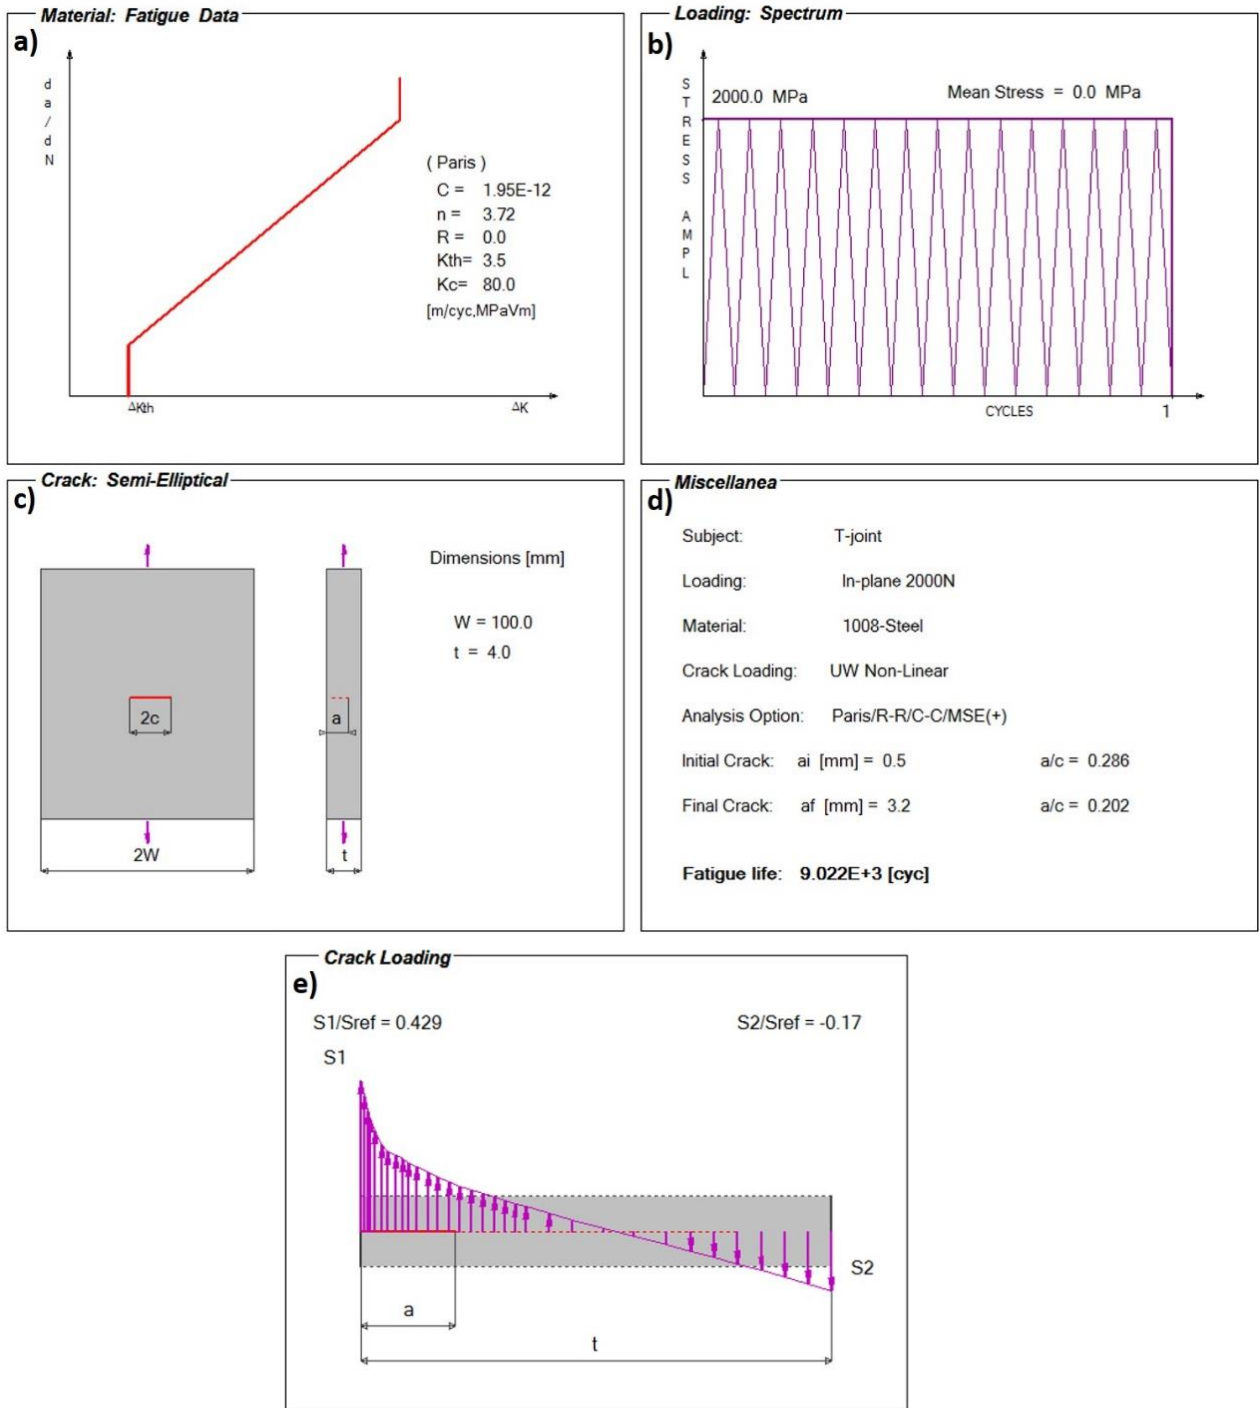 Material: Fatigue Data
a)
da/dN
( Paris )
C = 1.95E-12
n = 3.72
R = 0.0
Kth= 3.5
Kc= 80.0
[m/cyc,MPaVm]
ΔKth
ΔK
Loading: Spectrum
b)
STRESS AMPL
2000.0 MPa
Mean Stress = 0.0 MPa
CYCLES
1
Crack: Semi-Elliptical
c)
Dimensions [mm]
W = 100.0
t = 4.0
2c
a
2W
t
Miscellanea
d)
Subject: T-joint
Loading: In-plane 2000N
Material: 1008-Steel
Crack Loading: UW Non-Linear
Analysis Option: Paris/R-R/C-C/MSE(+)
Initial Crack: ai [mm] = 0.5 a/c = 0.286
Final Crack: af [mm] = 3.2 a/c = 0.202
Fatigue life: 9.022E+3 [cyc]
Crack Loading
e)
S1/Sref = 0.429
S2/Sref = -0.17
S1
S2
a
t